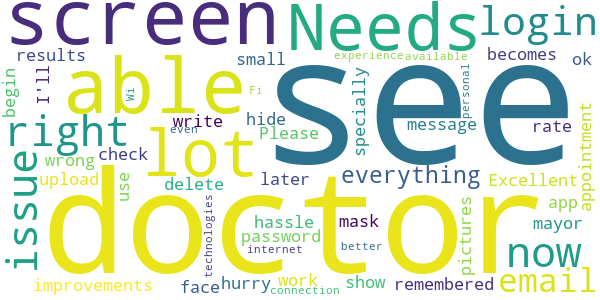 screen Needs login
results able see small experience available becomes ok
begin I'll Wi Fi specially personal
right write lot hide Please message rate
issue wrong check even everything appointment
upload delete use later Excellent
doctor technologies hassle mask pictures app mayor
password now
internet better
improvements face hurry work show remembered email
connection